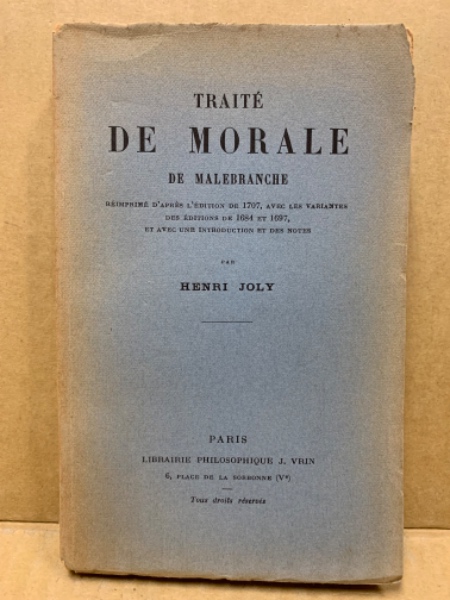 TRAITÉ
DE MORALE
DE MALEBRANCHE
RÉIMPRIMÉ D'APRÈS L'ÉDITION DE 1707, AVEC LES VARIANTES
DES ÉDITIONS DE 1684 ET 1697,
ET AVEC UNE INTRODUCTION ET DES NOTES
PAR
HENRI JOLY
PARIS
LIBRAIRIE PHILOSOPHIQUE J. VRIN
6, PLACE DE LA SORBONNE (Ve)
Tous droits réservés